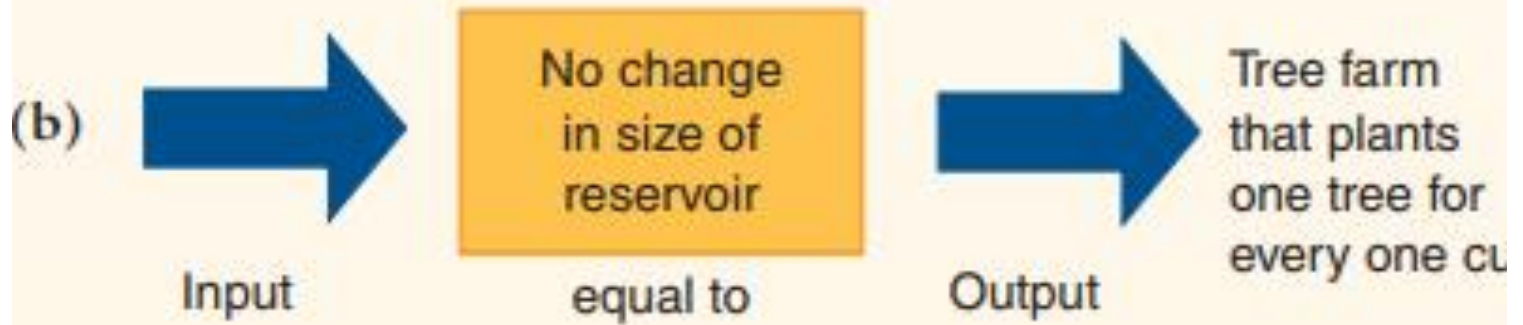 (b)
No change
in size of
reservoir
Tree farm
that plants
one tree for
every one
Input
equal to
Output